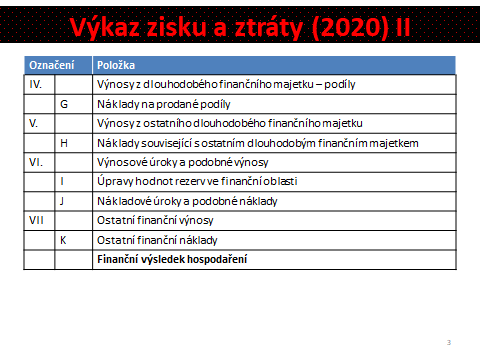 Výkaz zisku a ztráty (2020) II
Označení Položka
IV. Výnosy z dlouhodobého finančního majetku – podíly
G Náklady na prodané podíly
V. Výnosy z ostatního dlouhodobého finančního majetku
H Náklady související s ostatním dlouhodobým finančním majetkem
VI. Výnosové úroky a podobné výnosy
I Úpravy hodnot rezerv ve finanční oblasti
J Nákladové úroky a podobné náklady
VII Ostatní finanční výnosy
K Ostatní finanční náklady
Finanční výsledek hospodaření
3